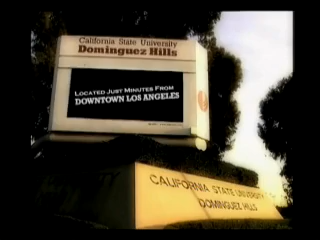 California State University
Dominguez Hills
LOCATED JUST MINUTES FROM
DOWNTOWN LOS ANGELES
CALIFORNIA STATE UNIVERSITY
DOMINGUEZ HILLS